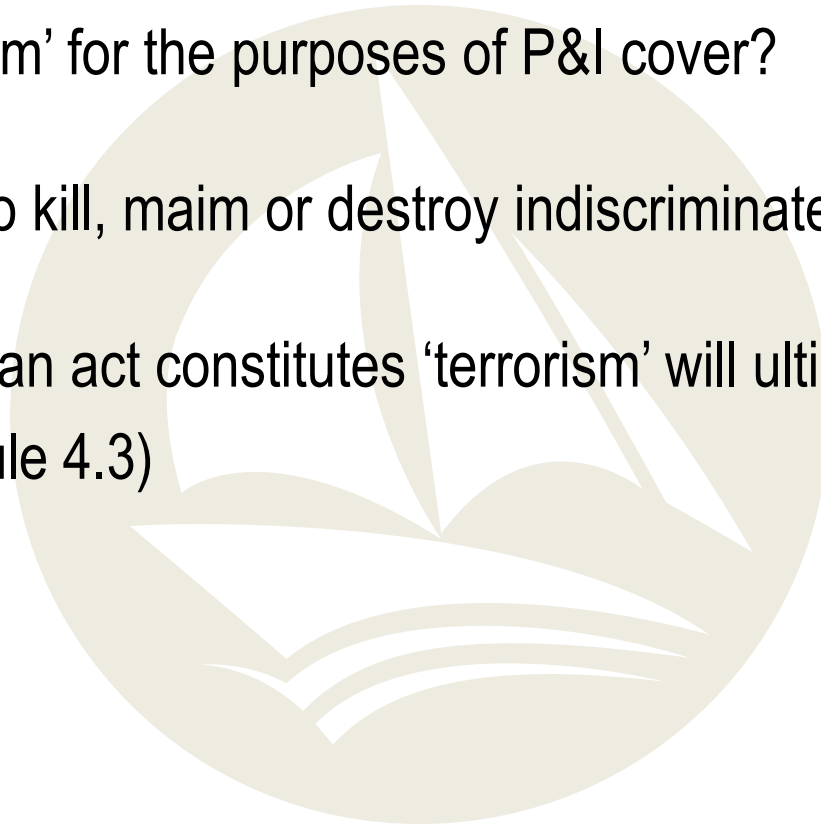 m’ for the purposes of P&I cover?
o kill, maim or destroy indiscriminate
an act constitutes ‘terrorism’ will ulti
ule 4.3)